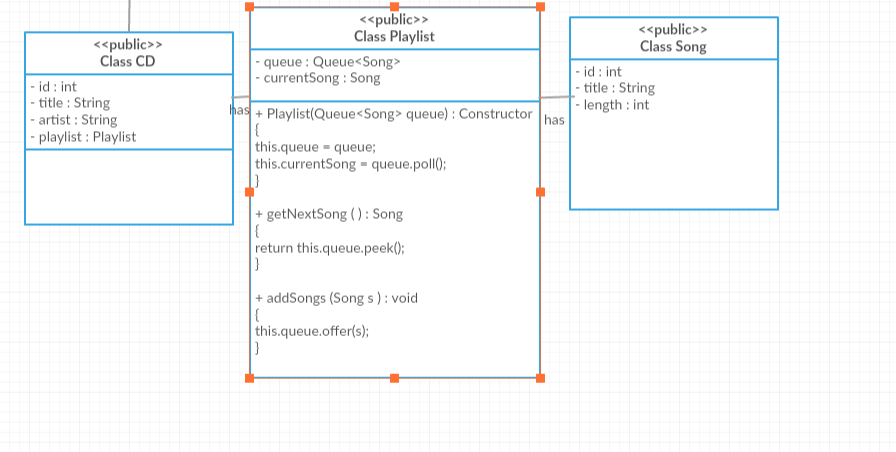 <<public>>
Class CD
- id : int
- title : String
- artist : String
- playlist : Playlist
has
<<public>>
Class Playlist
- queue : Queue<Song>
- currentSong : Song
+ Playlist(Queue<Song> queue) : Constructor
{
this.queue = queue;
this.currentSong = queue.poll();
}
+ getNextSong ( ) : Song
{
return this.queue.peek();
}
+ addSongs (Song s ) : void
{
this.queue.offer(s);
}
has
<<public>>
Class Song
- id : int
- title : String
- length : int